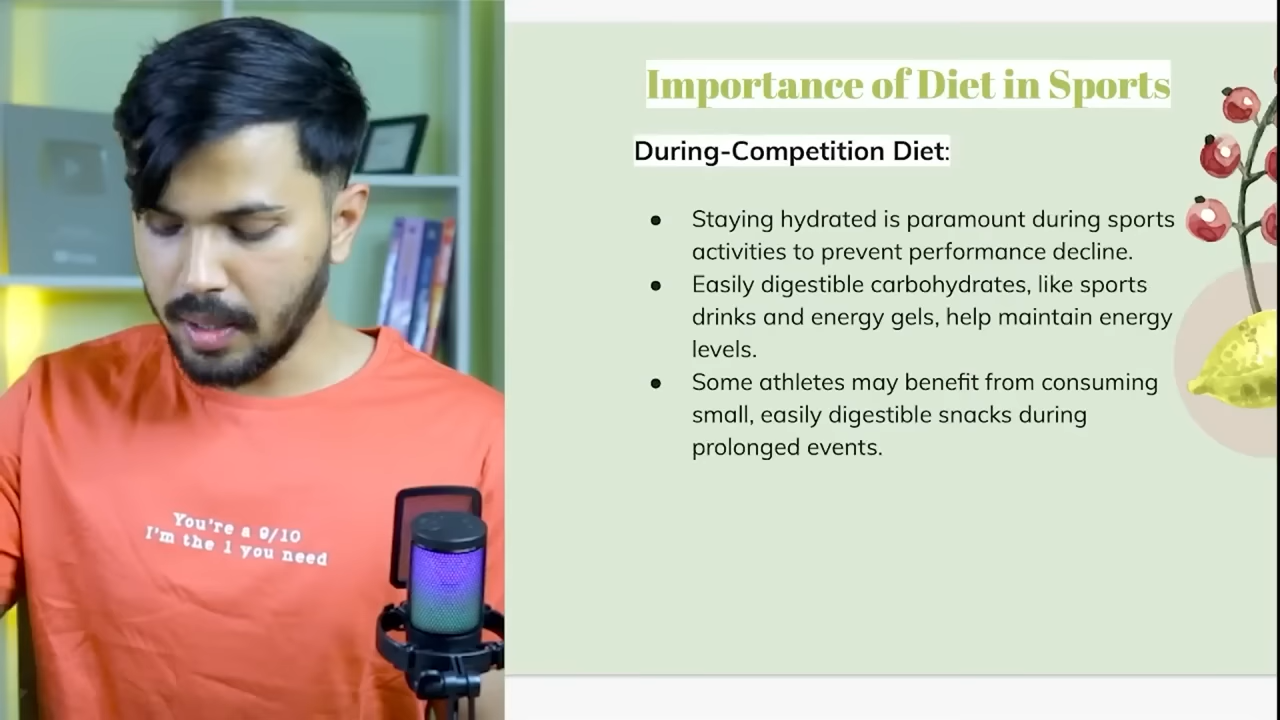 Importance of Diet in Sports
During-Competition Diet:
● Staying hydrated is paramount during sports
activities to prevent performance decline.
● Easily digestible carbohydrates, like sports
drinks and energy gels, help maintain energy
levels.
● Some athletes may benefit from consuming
small, easily digestible snacks during
prolonged events.
You're a 9/10
I'm the 1 you need